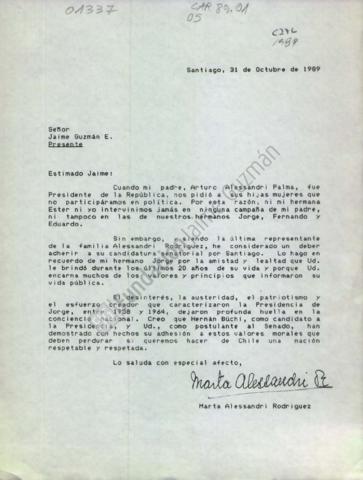 01337
CAR 89.01
05
Santiago, 31 de Octubre de 1989
Señor
Jaime Guzmán E.
Presente
Estimado Jaime:
Cuando mi padre, Arturo Alessandri Palma, fue
Presidente de la República, nos pidió a sus hijas mujeres que
no participáramos en política. Por esta razón, ni mi hermana
Ester ni yo intervinimos jamás en ninguna campaña de mi padre,
ni tampoco en las de nuestros hermanos Jorge, Fernando y
Eduardo.
Sin embargo, siendo la última representante
de la familia Alessandri Rodríguez, he considerado un deber
adherir a su candidatura senatorial por Santiago. Lo hago en
recuerdo de mi hermano Jorge por la amistad y lealtad que Ud.
le brindó durante los últimos 20 años de su vida y porque Ud.
encarna muchos de los valores y principios que informaron su
vida pública.
El desinterés, la austeridad, el patriotismo y
el esfuerzo creador que caracterizaron la Presidencia de
Jorge, entre 1958 y 1964, dejaron profunda huella en la
conciencia nacional. Creo que Hernán Büchi, como candidato a
la Presidencia, y Ud., como postulante al Senado, han
demostrado con hechos su adhesión a estos valores morales que
deben perdurar si queremos hacer de Chile una nación
respetable y respetada.
Lo saluda con especial afecto,
Marta Alessandri R
Marta Alessandri Rodríguez